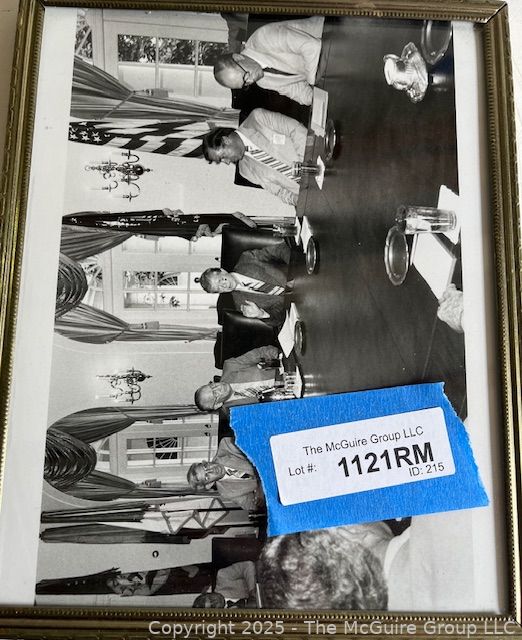 The McGuire Group LLC
Lot #: 1121RM
ID: 215
Copyright 2025 - The McGuire Group LLC